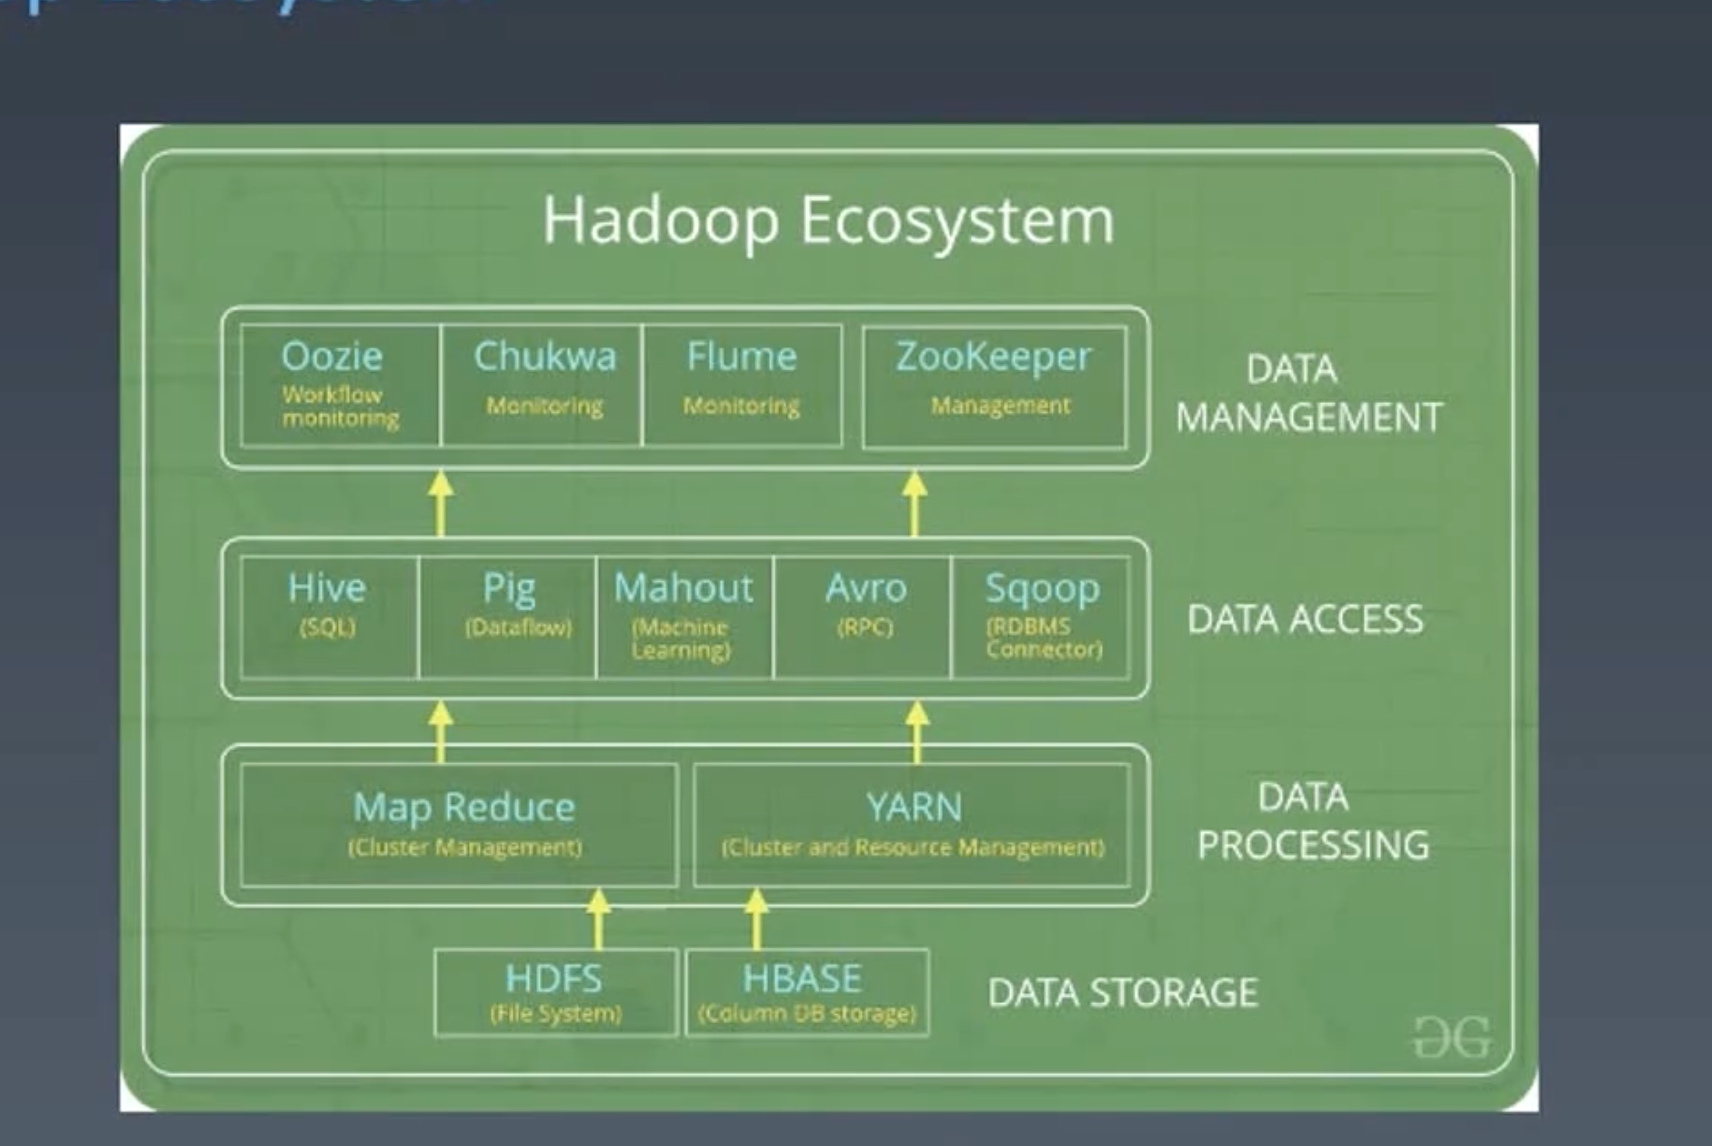 Hadoop Ecosystem
Oozie
Workflow
monitoring
Chukwa
Monitoring
Flume
Monitoring
ZooKeeper
Management
DATA
MANAGEMENT
Hive
(SQL)
Pig
(Dataflow)
Mahout
(Machine
Learning)
Avro
(RPC)
Sqoop
(RDBMS
Connector)
DATA ACCESS
Map Reduce
(Cluster Management)
YARN
(Cluster and Resource Management)
DATA
PROCESSING
HDFS
(File System)
HBASE
(Column DB storage)
DATA STORAGE